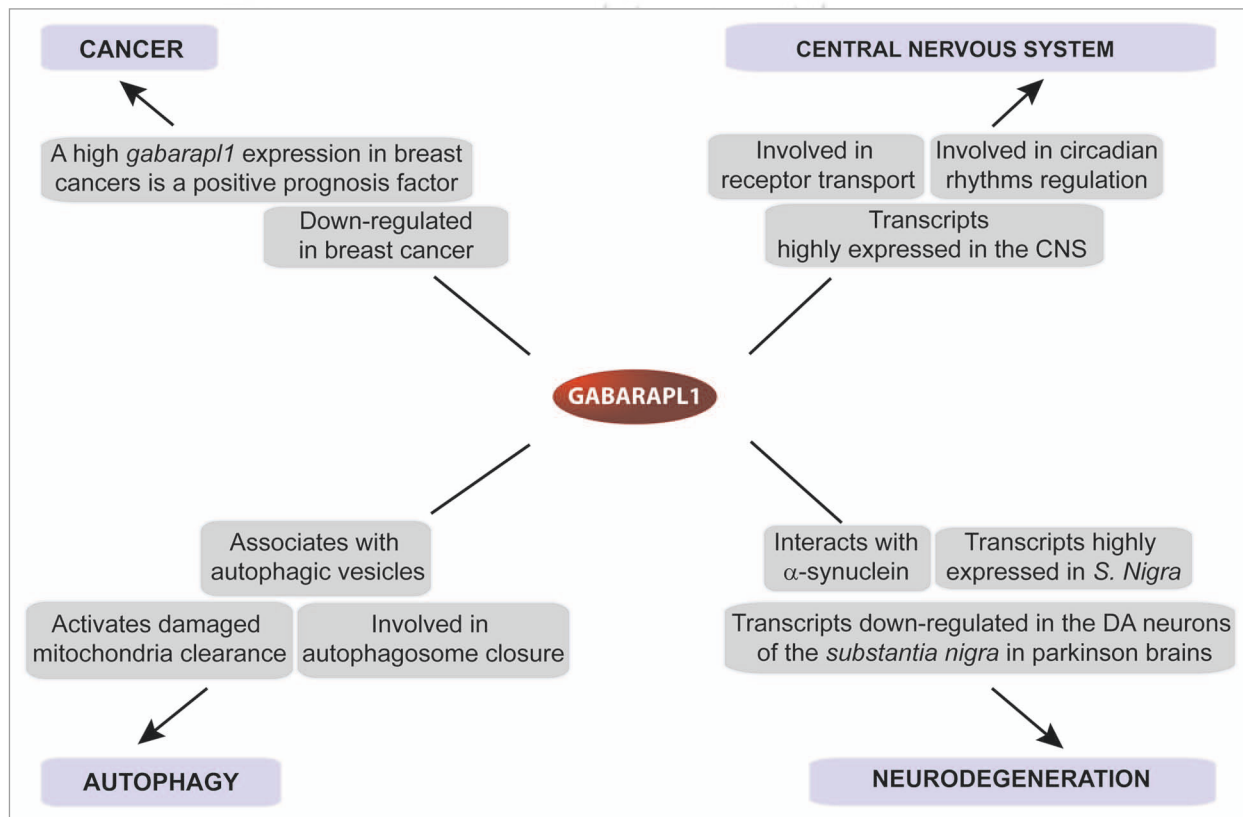 CANCER
A high gabarapl1 expression in breast
cancers is a positive prognosis factor
Down-regulated
in breast cancer
CENTRAL NERVOUS SYSTEM
Involved in
receptor transport
Involved in circadian
rhythms regulation
Transcripts
highly expressed in the CNS
GABARAPL1
Associates with
autophagic vesicles
Activates damaged
mitochondria clearance
Involved in
autophagosome closure
AUTOPHAGY
Interacts with
α-synuclein
Transcripts highly
expressed in S. Nigra
Transcripts down-regulated in the DA neurons
of the substantia nigra in parkinson brains
NEURODEGENERATION